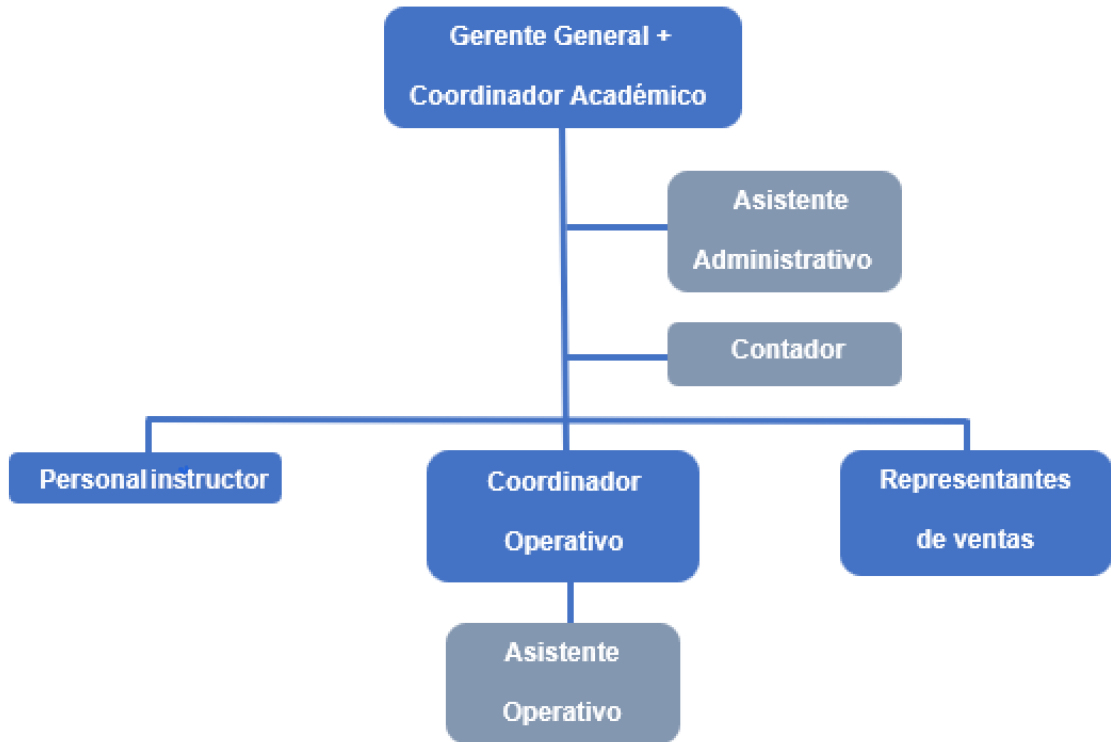 Gerente General +
Coordinador Académico
Asistente
Administrativo
Contador
Personal instructor
Coordinador
Operativo
Representantes
de ventas
Asistente
Operativo